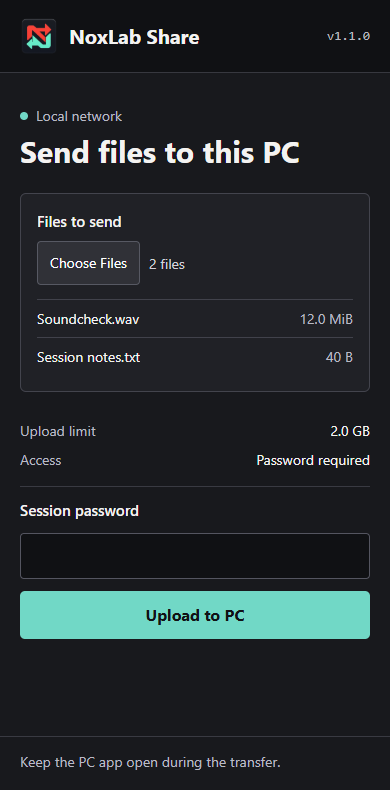 NoxLab Share
v1.1.0
Local network
Send files to this PC
Files to send
Choose Files 2 files
Soundcheck.wav 12.0 MiB
Session notes.txt 40 B
Upload limit 2.0 GB
Access Password required
Session password
Upload to PC
Keep the PC app open during the transfer.